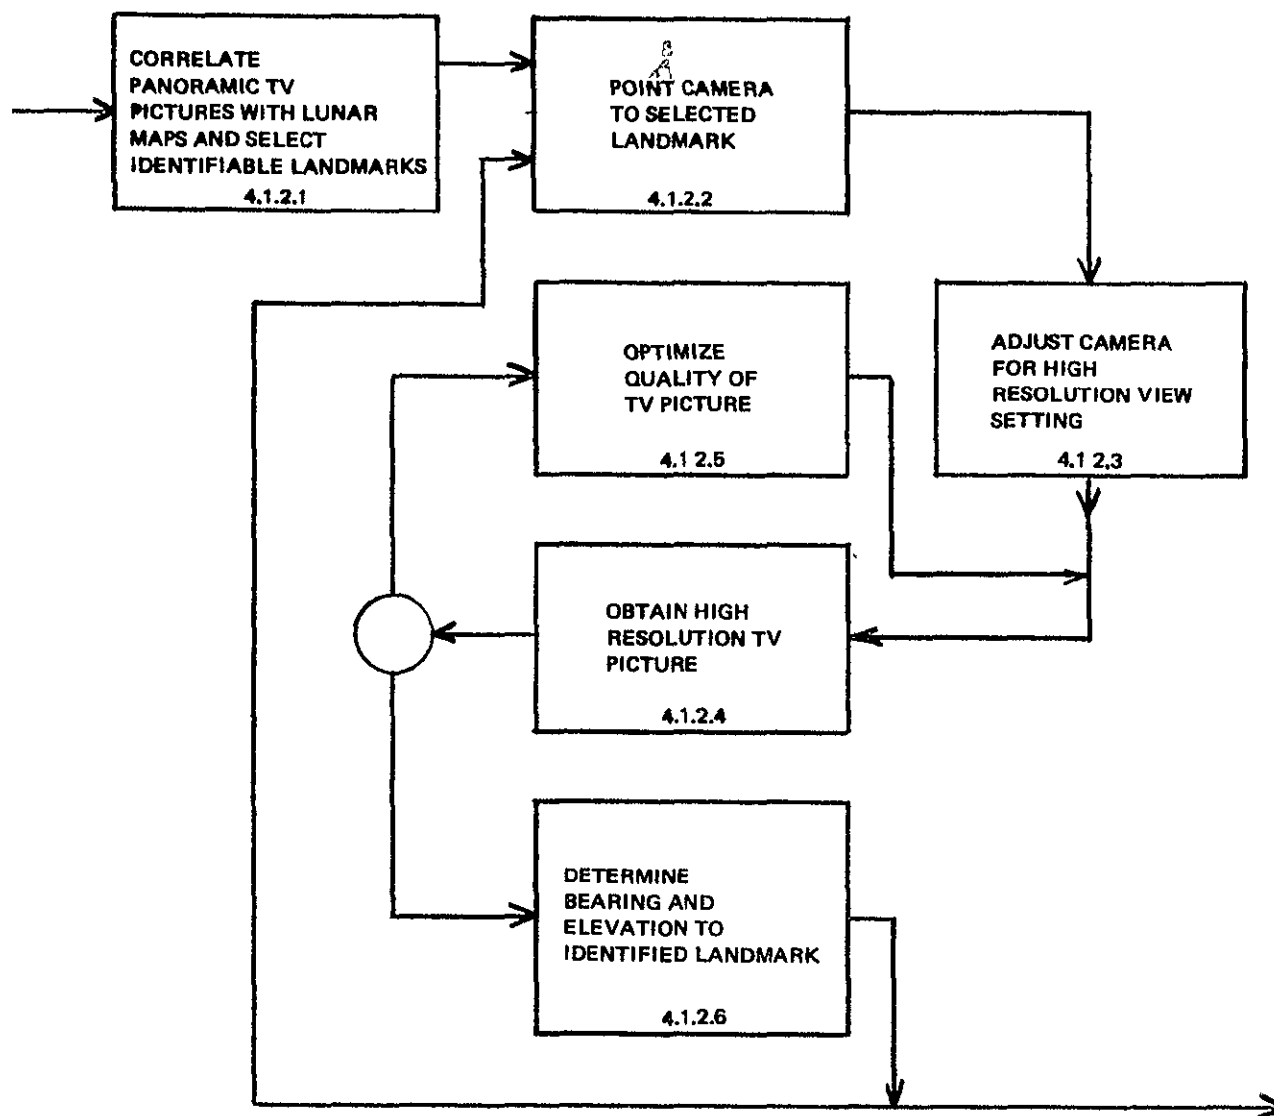 CORRELATE
PANORAMIC TV
PICTURES WITH LUNAR
MAPS AND SELECT
IDENTIFIABLE LANDMARKS
4.1.2.1
POINT CAMERA
TO SELECTED
LANDMARK
4.1.2.2
ADJUST CAMERA
FOR HIGH
RESOLUTION VIEW
SETTING
4.1 2.3
OPTIMIZE
QUALITY OF
TV PICTURE
4.1 2.5
OBTAIN HIGH
RESOLUTION TV
PICTURE
4.1.2.4
DETERMINE
BEARING AND
ELEVATION TO
IDENTIFIED LANDMARK
4.1.2.6